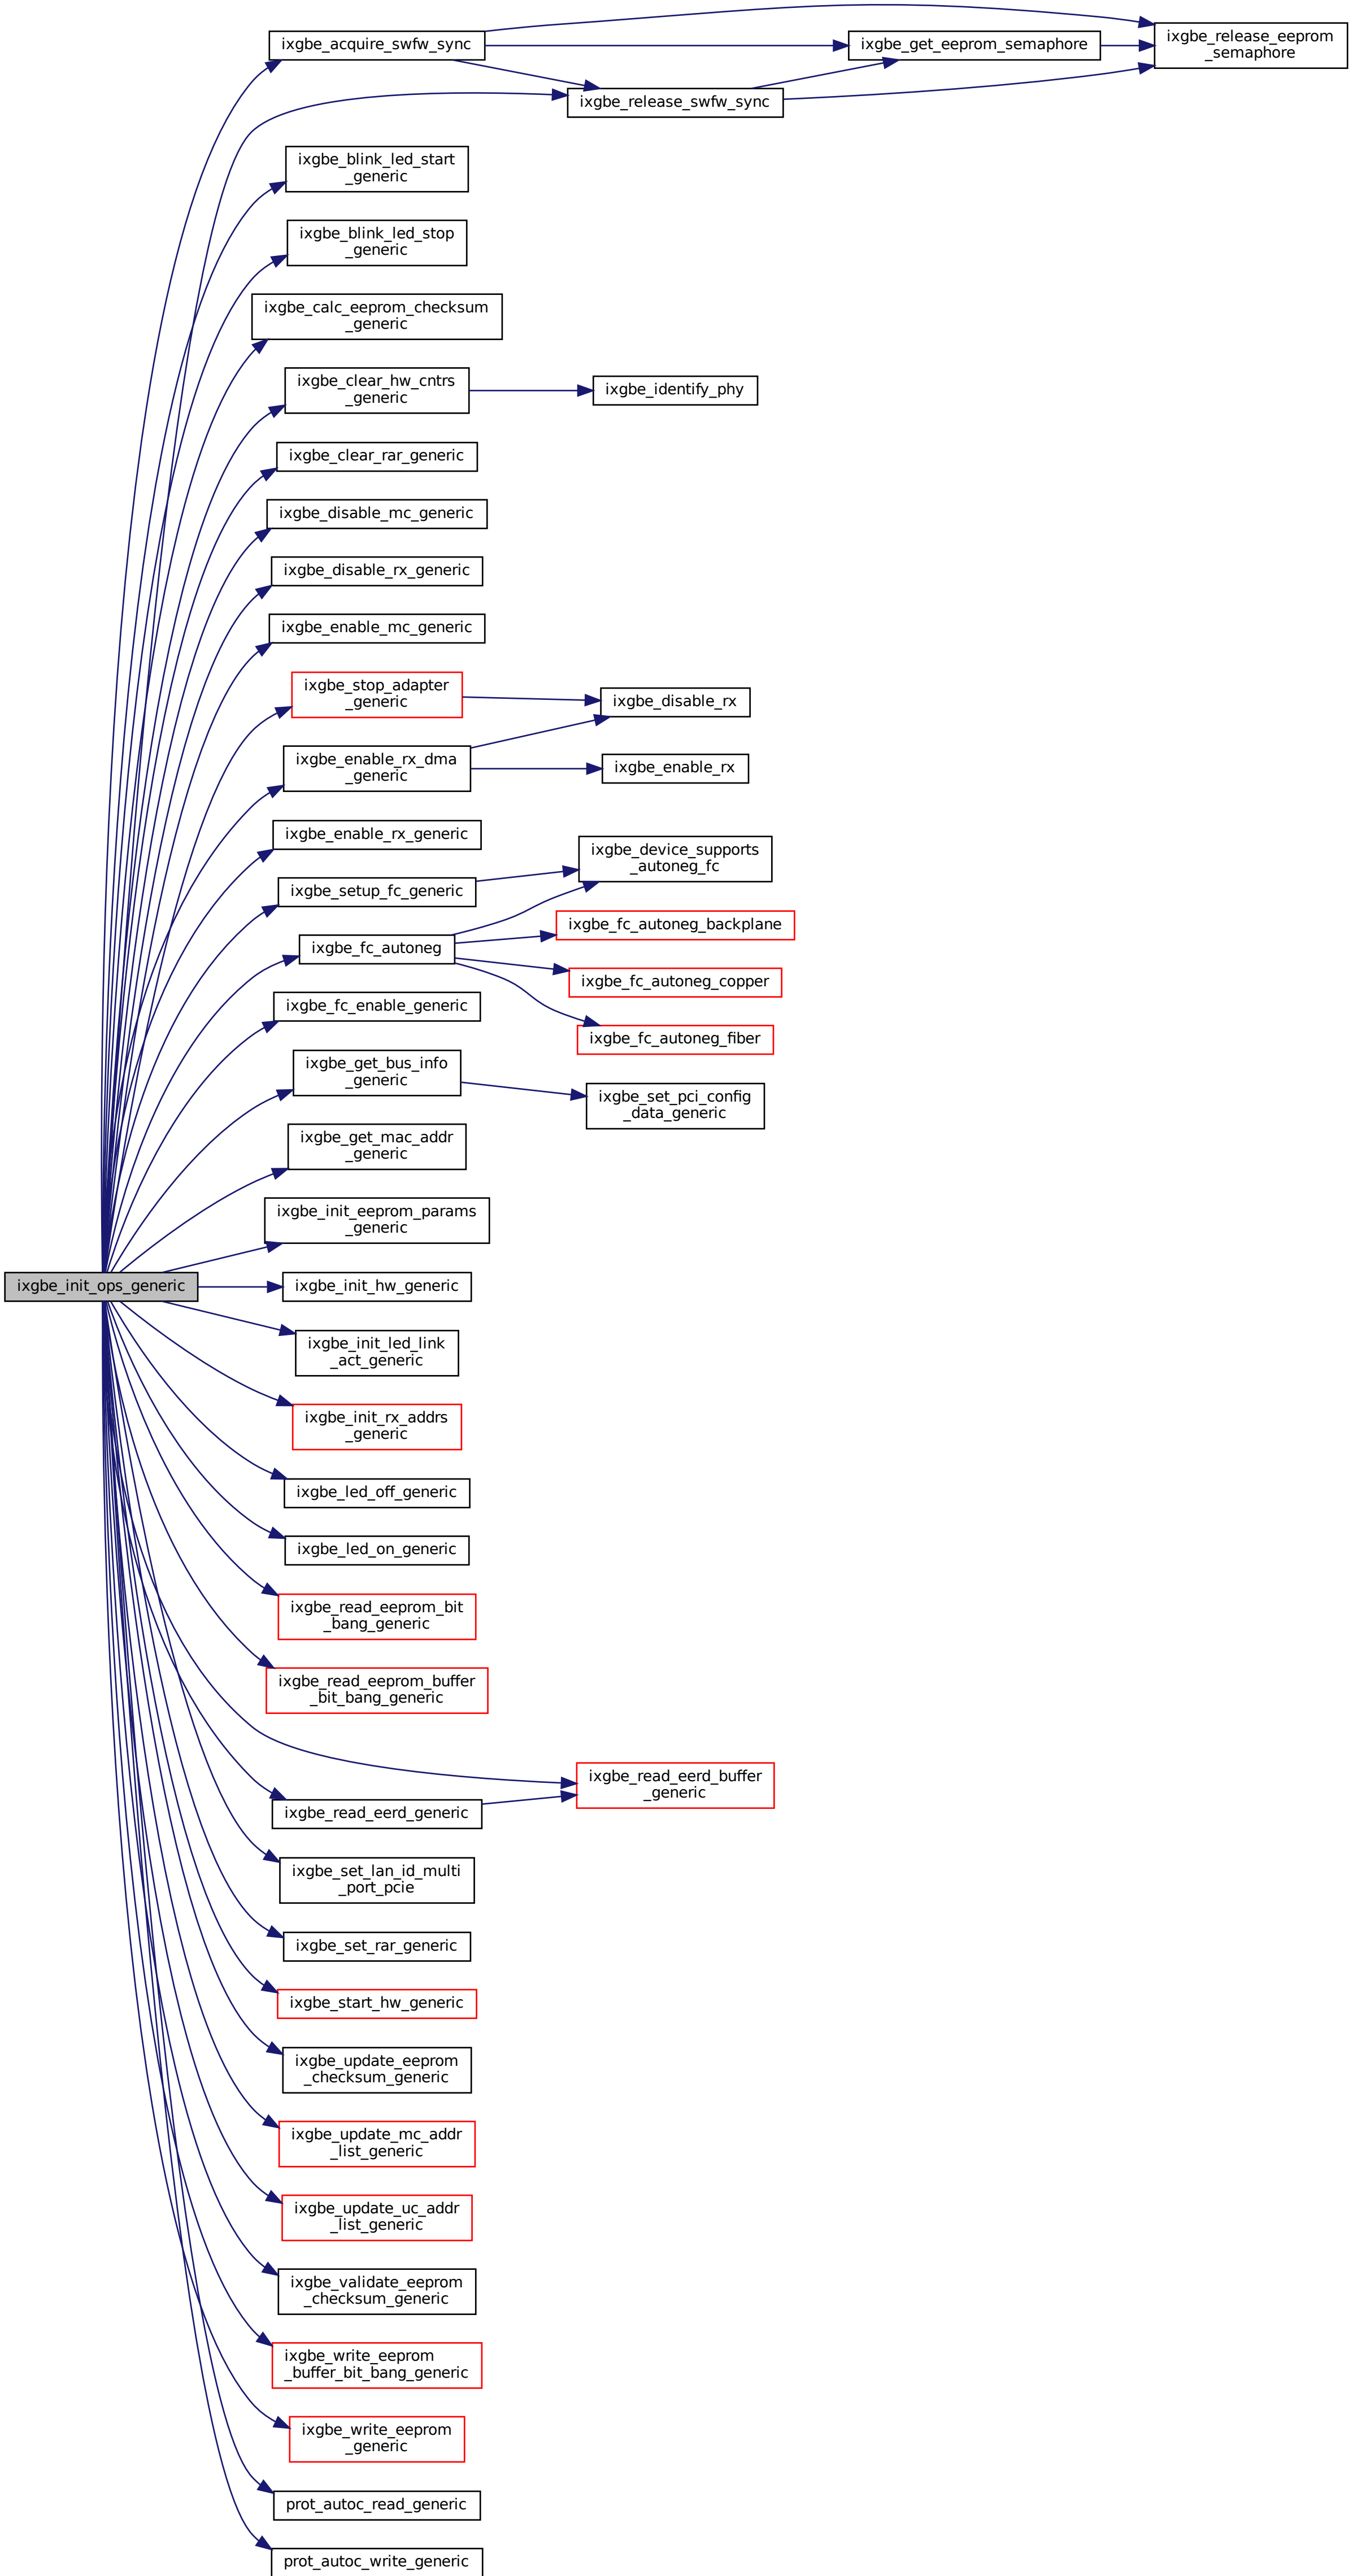 ixgbe_acquire_swfw_sync
ixgbe_get_eeprom_semaphore
ixgbe_release_eeprom
_semaphore
ixgbe_release_swfw_sync
ixgbe_blink_led_start
_generic
ixgbe_blink_led_stop
_generic
ixgbe_calc_eeprom_checksum
_generic
ixgbe_clear_hw_cntrs
_generic
ixgbe_identify_phy
ixgbe_clear_rar_generic
ixgbe_disable_mc_generic
ixgbe_disable_rx_generic
ixgbe_enable_mc_generic
ixgbe_stop_adapter
_generic
ixgbe_disable_rx
ixgbe_enable_rx_dma
_generic
ixgbe_enable_rx
ixgbe_enable_rx_generic
ixgbe_device_supports
_autoneg_fc
ixgbe_setup_fc_generic
ixgbe_fc_autoneg_backplane
ixgbe_fc_autoneg
ixgbe_fc_autoneg_copper
ixgbe_fc_enable_generic
ixgbe_fc_autoneg_fiber
ixgbe_get_bus_info
_generic
ixgbe_set_pci_config
_data_generic
ixgbe_get_mac_addr
_generic
ixgbe_init_eeprom_params
_generic
ixgbe_init_ops_generic
ixgbe_init_hw_generic
ixgbe_init_led_link
_act_generic
ixgbe_init_rx_addrs
_generic
ixgbe_led_off_generic
ixgbe_led_on_generic
ixgbe_read_eeprom_bit
_bang_generic
ixgbe_read_eeprom_buffer
_bit_bang_generic
ixgbe_read_eerd_buffer
_generic
ixgbe_read_eerd_generic
ixgbe_set_lan_id_multi
_port_pcie
ixgbe_set_rar_generic
ixgbe_start_hw_generic
ixgbe_update_eeprom
_checksum_generic
ixgbe_update_mc_addr
_list_generic
ixgbe_update_uc_addr
_list_generic
ixgbe_validate_eeprom
_checksum_generic
ixgbe_write_eeprom
_buffer_bit_bang_generic
ixgbe_write_eeprom
_generic
prot_autoc_read_generic
prot_autoc_write_generic